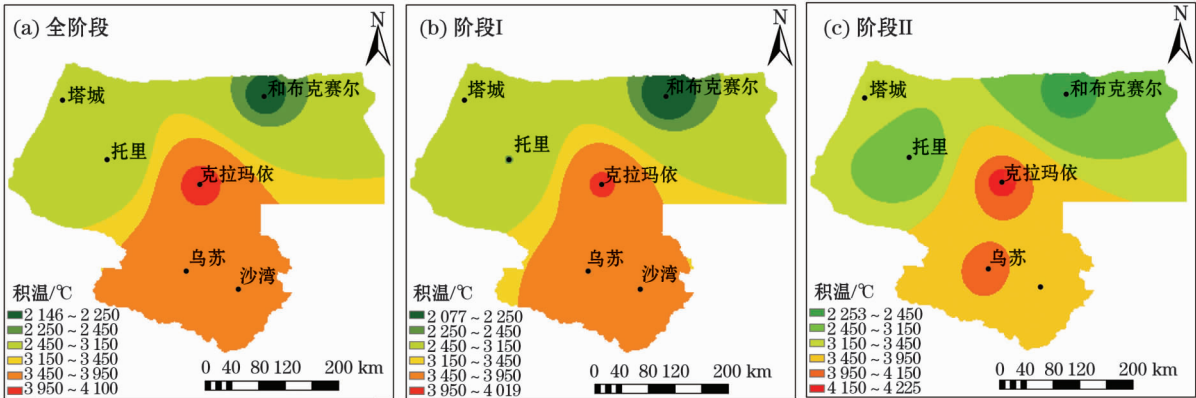 (a) 全阶段
N
和布克赛尔
塔城
托里
克拉玛依
乌苏
沙湾
积温/℃
2 146~2 250
2 250~2 450
2 450~3 150
3 150~3 450
3 450~3 950
3 950~4 100
0 40 80 120 200 km
(b) 阶段I
N
和布克赛尔
塔城
托里
克拉玛依
乌苏
沙湾
积温/℃
2 077~2 250
2 250~2 450
2 450~3 150
3 150~3 450
3 450~3 950
3 950~4 019
0 40 80 120 200 km
(c) 阶段II
N
塔城
和布克赛尔
托里
克拉玛依
乌苏
积温/℃
2 253~2 450
2 450~3 150
3 150~3 450
3 450~3 950
3 950~4 150
4 150~4 225
0 40 80 120 200 km